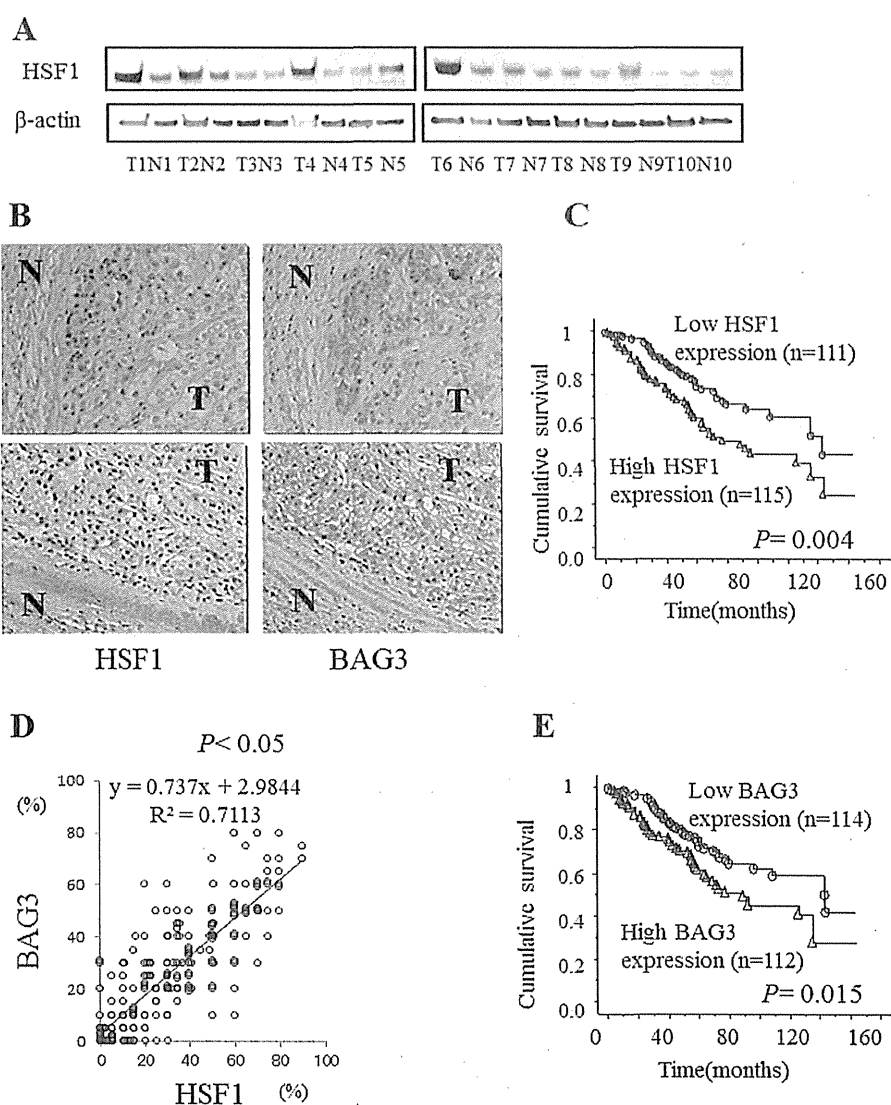 A
HSF1
β-actin
T1N1 T2N2 T3N3 T4 N4 T5 N5 T6 N6 T7 N7 T8 N8 T9 N9T10N10
B
N
T
N
T
T
N
T
N
HSF1
BAG3
C
Cumulative survival
1
0.8
0.6
0.4
0.2
0.0
Low HSF1
expression (n=111)
High HSF1
expression (n=115)
P= 0.004
0 40 80 120 160
Time(months)
D
P< 0.05
y = 0.737x + 2.9844
R² = 0.7113
(%)
BAG3
100
80
60
40
20
0
0 20 40 60 80 100
HSF1 (%)
E
Cumulative survival
1
0.8
0.6
0.4
0.2
0.0
Low BAG3
expression (n=114)
High BAG3
expression (n=112)
P= 0.015
0 40 80 120 160
Time(months)